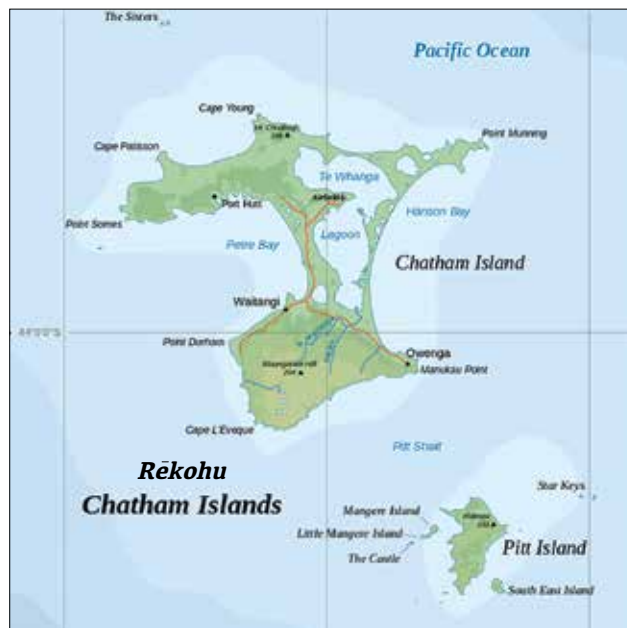 The Sisters
Pacific Ocean
Cape Young
Point Munning
Cape Pattisson
Te Whanga
Port Hutt
Hanson Bay
Point Somes
Lagoon
Petre Bay
Chatham Island
Waitangi
44°00'S
Point Durham
Owenga
Manukau Point
Cape L'Eveque
Pitt Strait
Rēkohu
Chatham Islands
Star Keys
Mangere Island
Little Mangere Island
Pitt Island
The Castle
South East Island